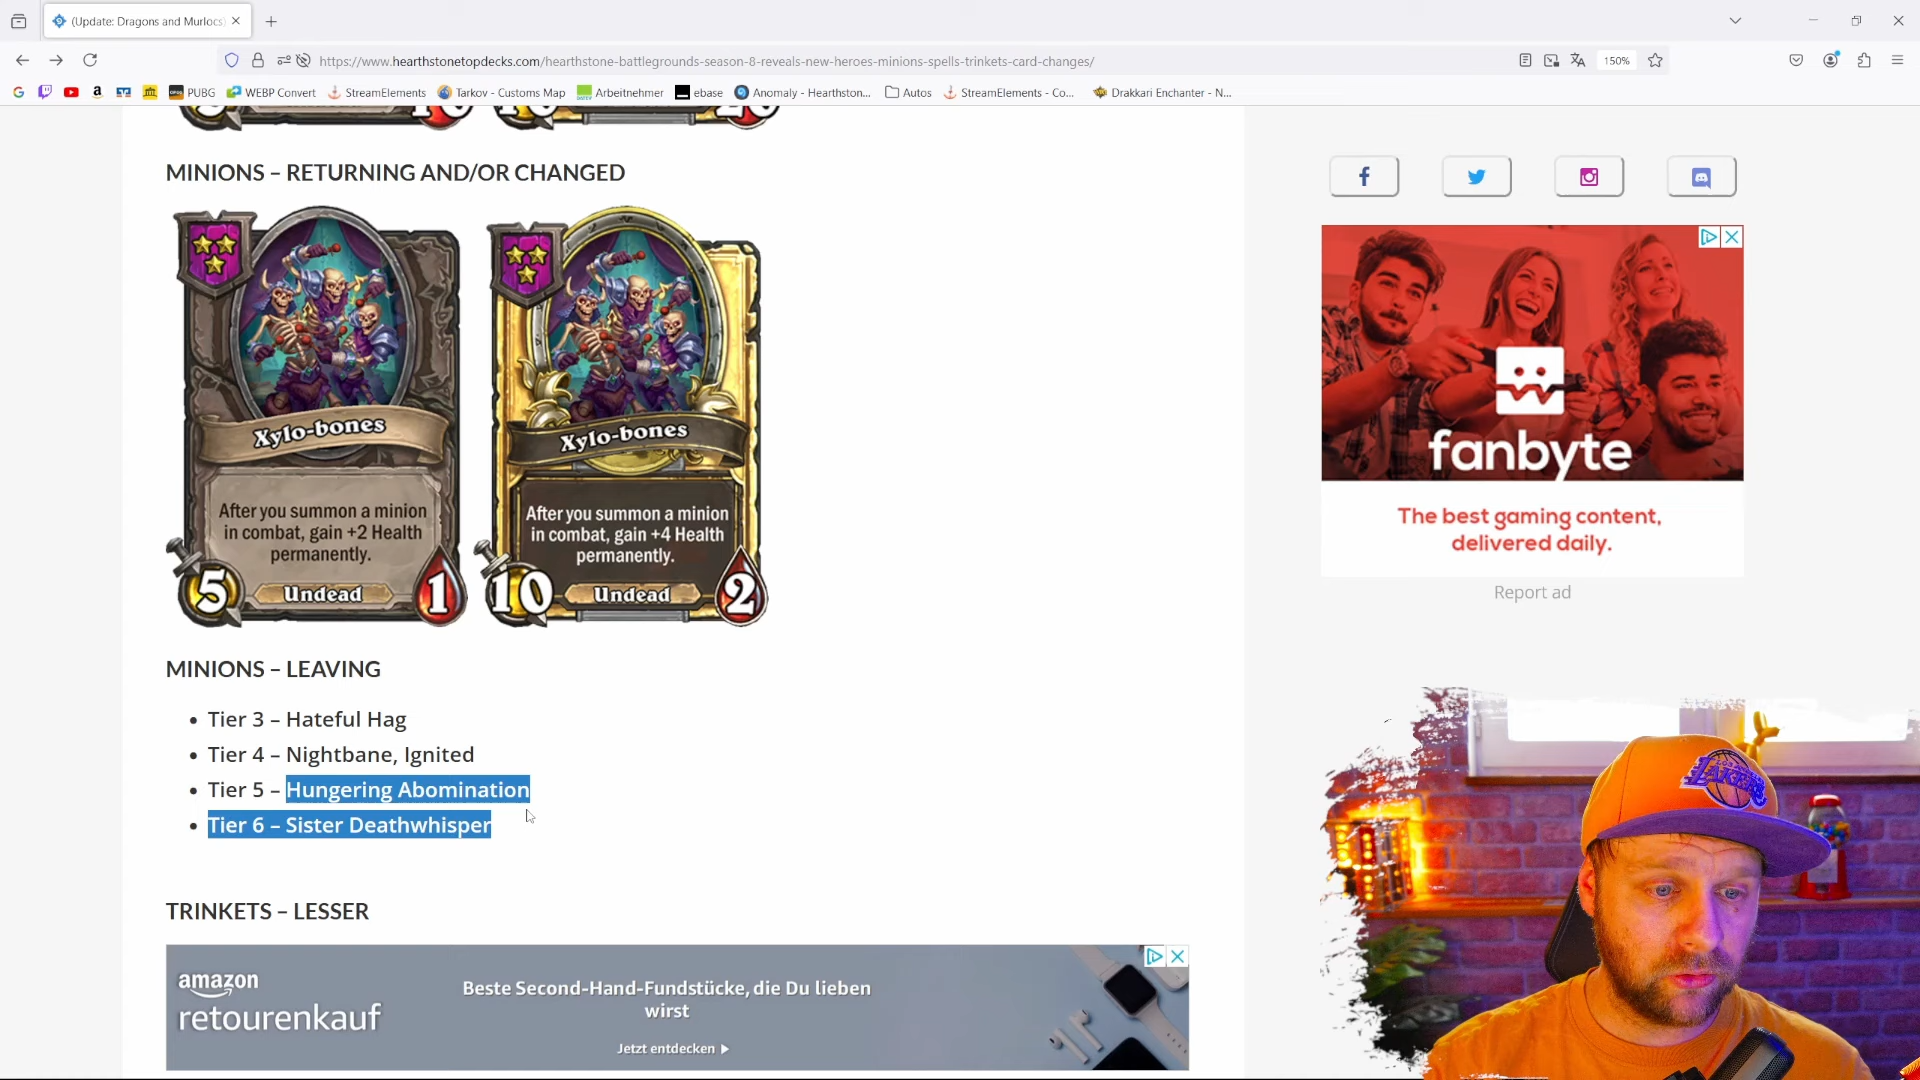 (Update: Dragons and Murlocs)
https://www.hearthstonetopdecks.com/hearthstone-battlegrounds-season-8-reveals-new-heroes-minions-spells-trinkets-card-changes/
150%
PUBG
WEBP Convert
StreamElements
Tarkov - Customs Map
Arbeitnehmer
ebase
Anomaly - Hearthston...
Autos
StreamElements - Co...
Drakkari Enchanter - N...
MINIONS – RETURNING AND/OR CHANGED
Xylo-bones
After you summon a minion
in combat, gain +2 Health
permanently.
5
Undead
1
Xylo-bones
After you summon a minion
in combat, gain +4 Health
permanently.
10
Undead
2
MINIONS – LEAVING
Tier 3 – Hateful Hag
Tier 4 – Nightbane, Ignited
Tier 5 – Hungering Abomination
Tier 6 – Sister Deathwhisper
TRINKETS – LESSER
amazon
retourenkauf
Beste Second-Hand-Fundstücke, die Du lieben
wirst
Jetzt entdecken
fanbyte
The best gaming content,
delivered daily.
Report ad
LAKERS